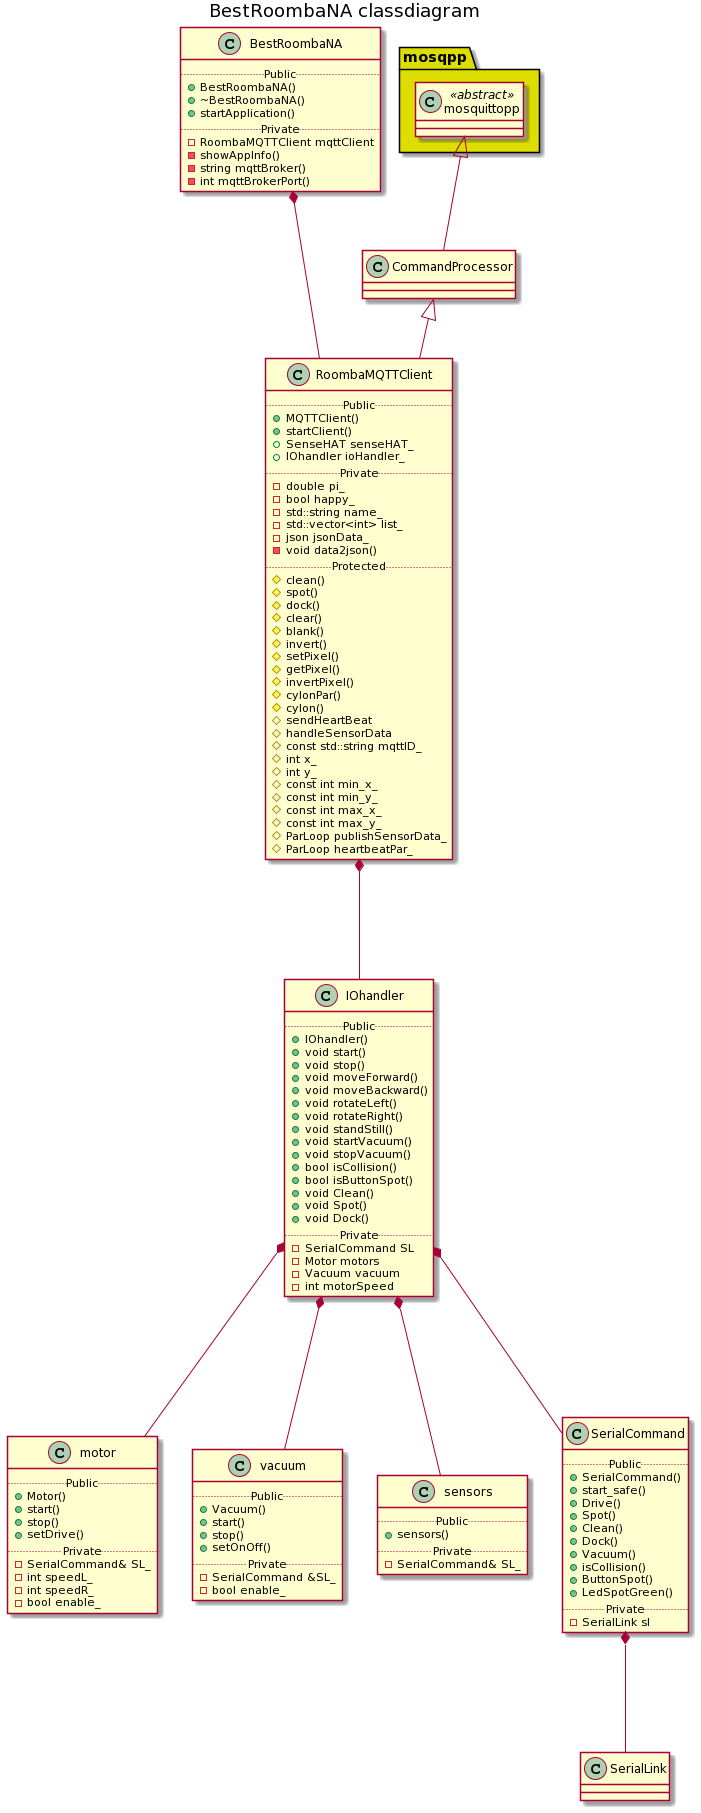 BestRoombaNA classdiagram
BestRoombaNA
Public
BestRoombaNA()
~BestRoombaNA()
startApplication()
Private
RoombaMQTTClient mqttClient
showAppInfo()
string mqttBroker()
int mqttBrokerPort()
mosqpp
«abstract»
mosquittopp
CommandProcessor
RoombaMQTTClient
Public
MQTTClient()
startClient()
SenseHAT senseHAT_
IOhandler ioHandler_
Private
double pi_
bool happy_
std::string name_
std::vector<int> list_
json jsonData_
void data2json()
Protected
clean()
spot()
dock()
clear()
blank()
invert()
setPixel()
getPixel()
invertPixel()
cylonPar()
cylon()
sendHeartBeat
handleSensorData
const std::string mqttID_
int x_
int y_
const int min_x_
const int min_y_
const int max_x_
const int max_y_
ParLoop publishSensorData_
ParLoop heartbeatPar_
IOhandler
Public
IOhandler()
void start()
void stop()
void moveForward()
void moveBackward()
void rotateLeft()
void rotateRight()
void standStill()
void startVacuum()
void stopVacuum()
bool isCollision()
bool isButtonSpot()
void Clean()
void Spot()
void Dock()
Private
SerialCommand SL
Motor motors
Vacuum vacuum
int motorSpeed
motor
Public
Motor()
start()
stop()
setDrive()
Private
SerialCommand& SL_
int speedL_
int speedR_
bool enable_
vacuum
Public
Vacuum()
start()
stop()
setOnOff()
Private
SerialCommand &SL_
bool enable_
sensors
Public
sensors()
Private
SerialCommand& SL_
SerialCommand
Public
SerialCommand()
start_safe()
Drive()
Spot()
Clean()
Dock()
Vacuum()
isCollision()
ButtonSpot()
LedSpotGreen()
Private
SerialLink sl
SerialLink